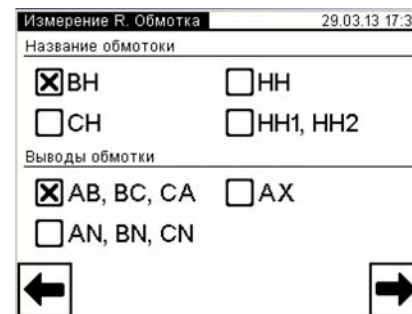 Измерение R. Обмотка 29.03.13 17:3
Название обмотоки
ВН НН
СН НН1, НН2
Выводы обмотки
AB, BC, CA AX
AN, BN, CN